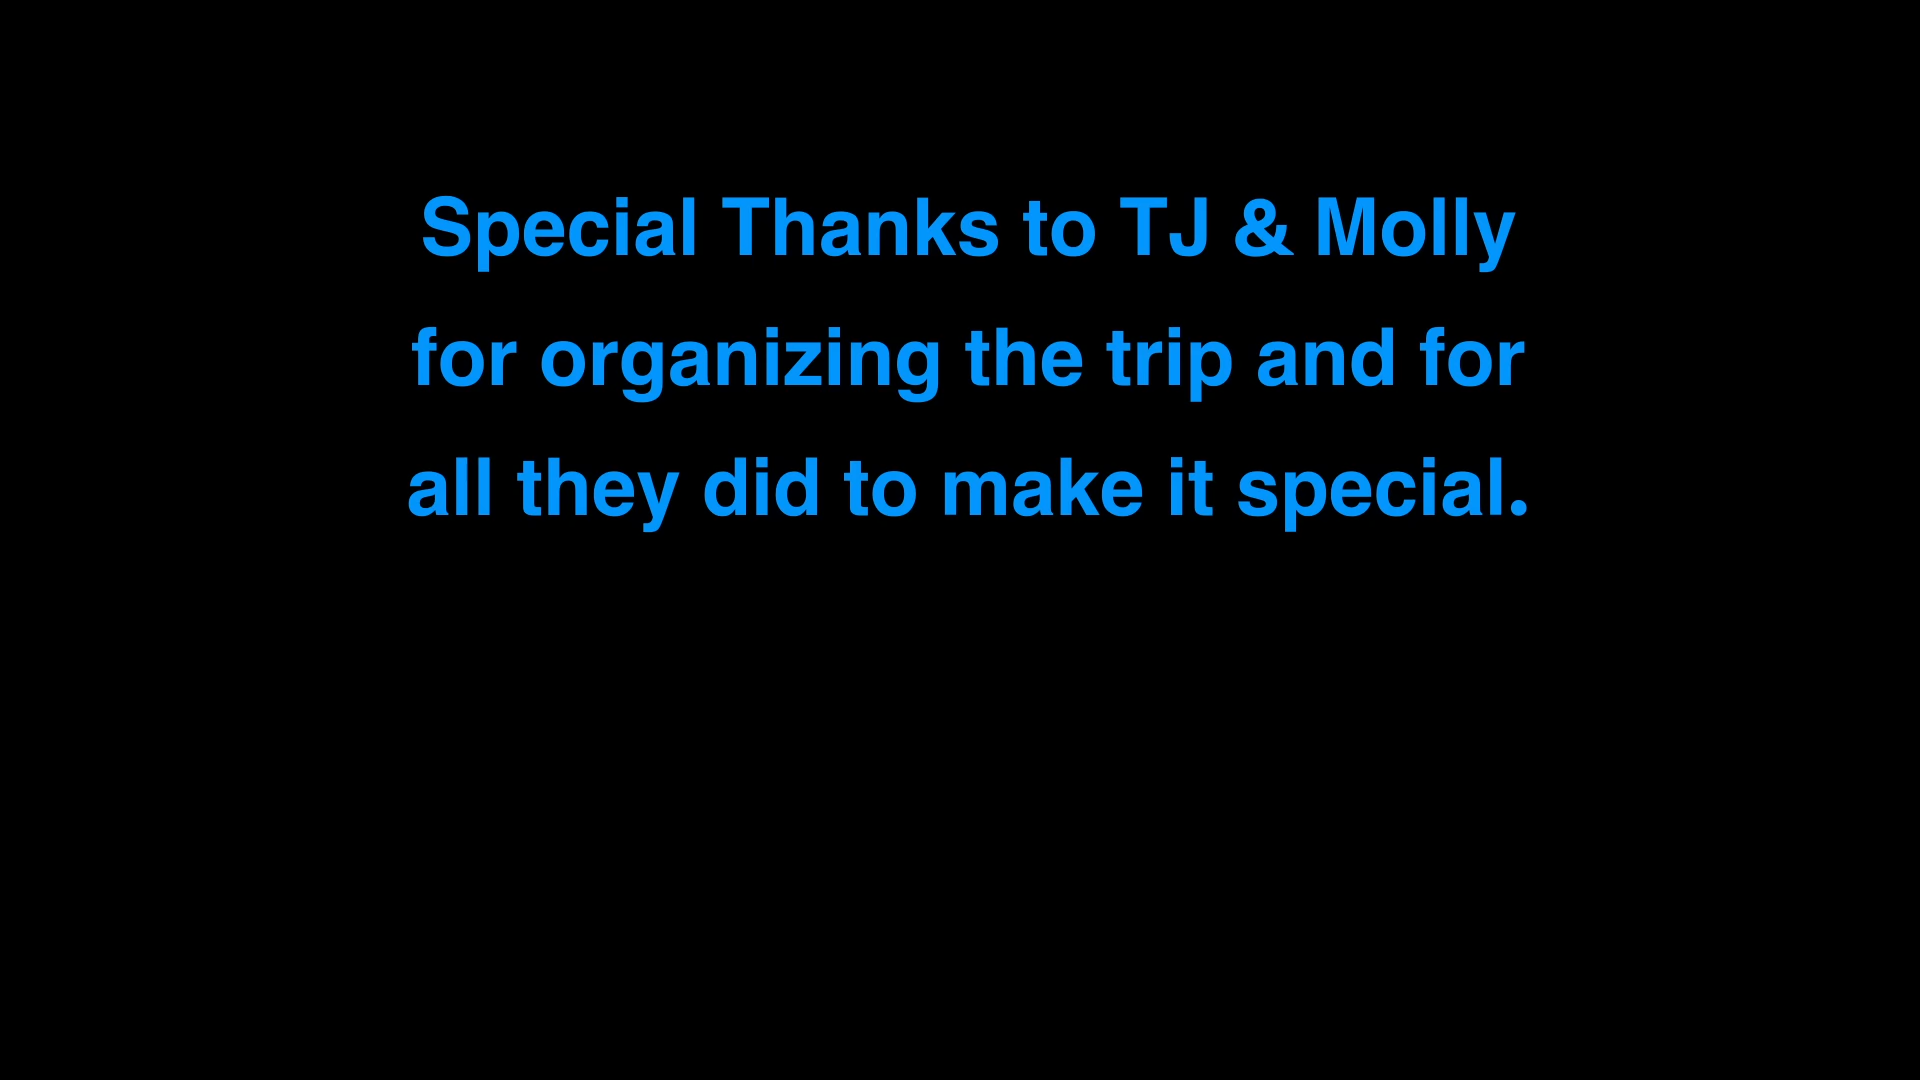 Special Thanks to TJ & Molly
for organizing the trip and for
all they did to make it special.